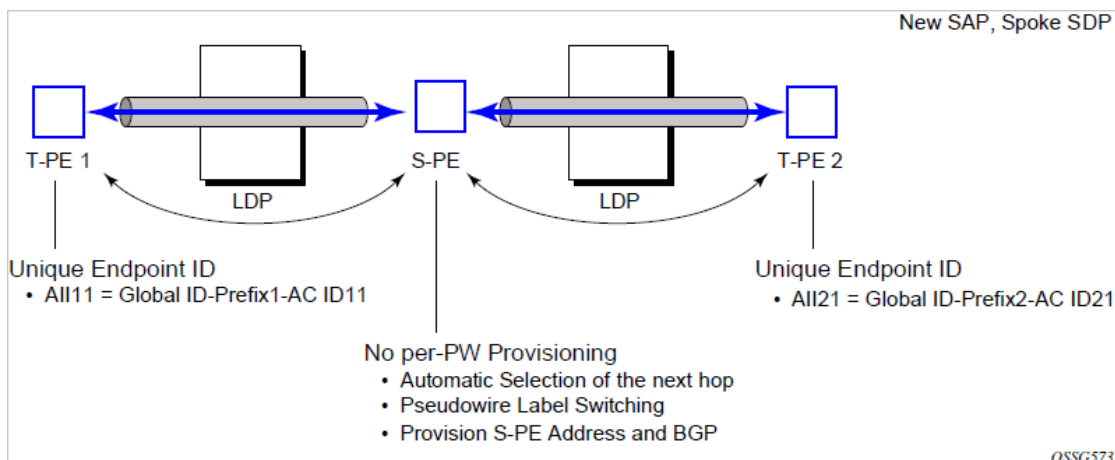 New SAP, Spoke SDP
T-PE 1
S-PE
T-PE 2
LDP
LDP
Unique Endpoint ID
• AII11 = Global ID-Prefix1-AC ID11
Unique Endpoint ID
• AII21 = Global ID-Prefix2-AC ID21
No per-PW Provisioning
• Automatic Selection of the next hop
• Pseudowire Label Switching
• Provision S-PE Address and BGP
OSSG573